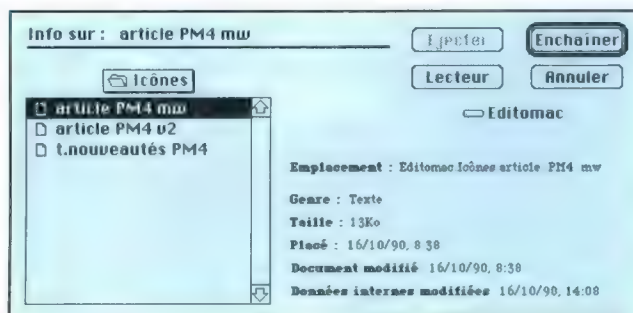 Info sur : article PM4 mw
Ejecter
Enchaîner
Icônes
Lecteur
Annuler
article PM4 mw
article PM4 v2
t.nouveautés PM4
Editomac
Emplacement : Editomac:Icônes:article PM4 mw
Genre : Texte
Taille : 13Ko
Placé : 16/10/90, 8:38
Document modifié 16/10/90, 8:38
Données internes modifiées 16/10/90, 14:08